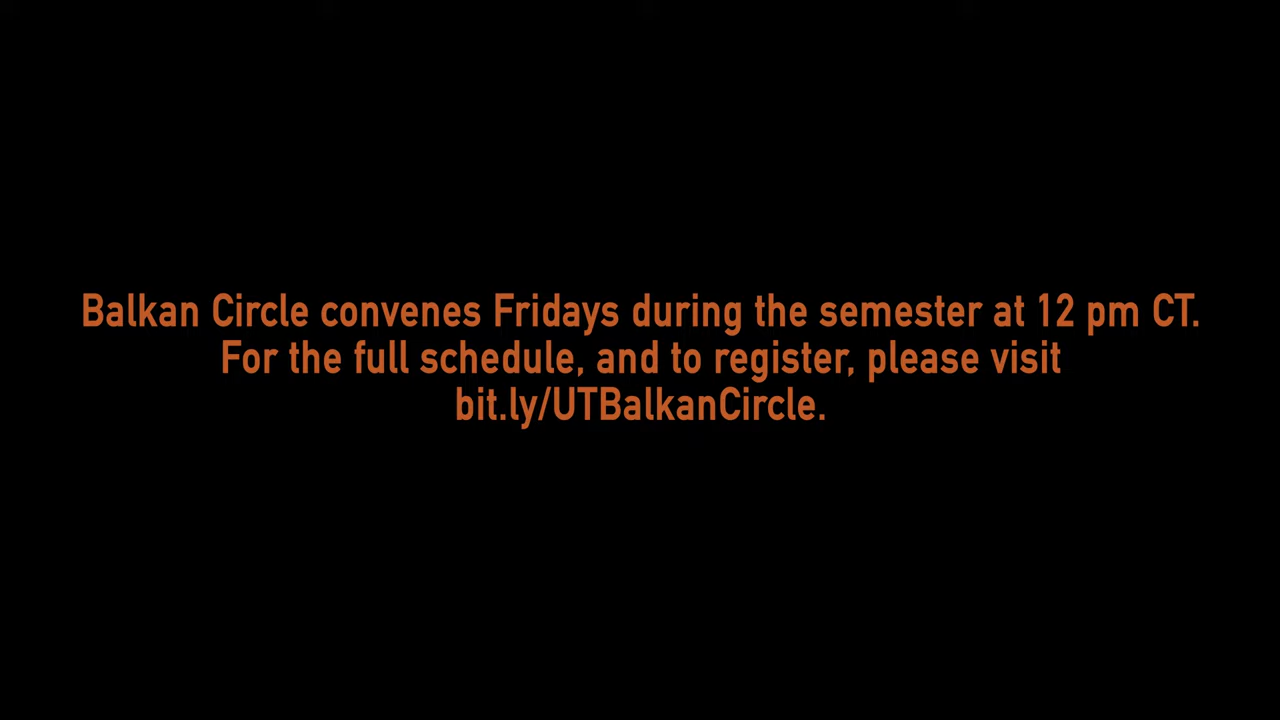 Balkan Circle convenes Fridays during the semester at 12 pm CT.
For the full schedule, and to register, please visit
bit.ly/UTBalkanCircle.